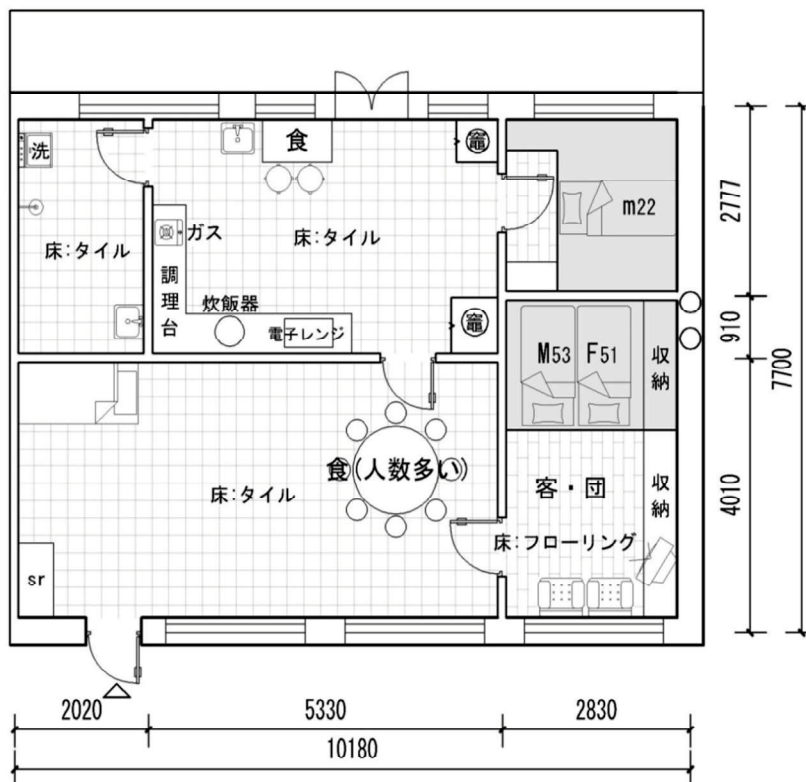 洗
食
竈
m22
床:タイル
ガス
床:タイル
調理台
炊飯器
電子レンジ
竈
M53
F51
収納
食(人数多い)
床:タイル
客・団
収納
床:フローリング
sr
2777
910
4010
7700
2020
5330
2830
10180